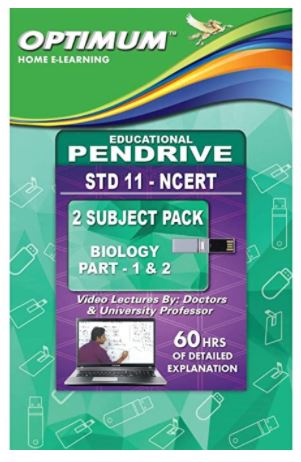 OPTIMUM™
HOME E-LEARNING
EDUCATIONAL
PENDRIVE
STD 11 - NCERT
2 SUBJECT PACK
BIOLOGY
PART - 1 & 2
Video Lectures By: Doctors
& University Professor
60 HRS
OF DETAILED
EXPLANATION